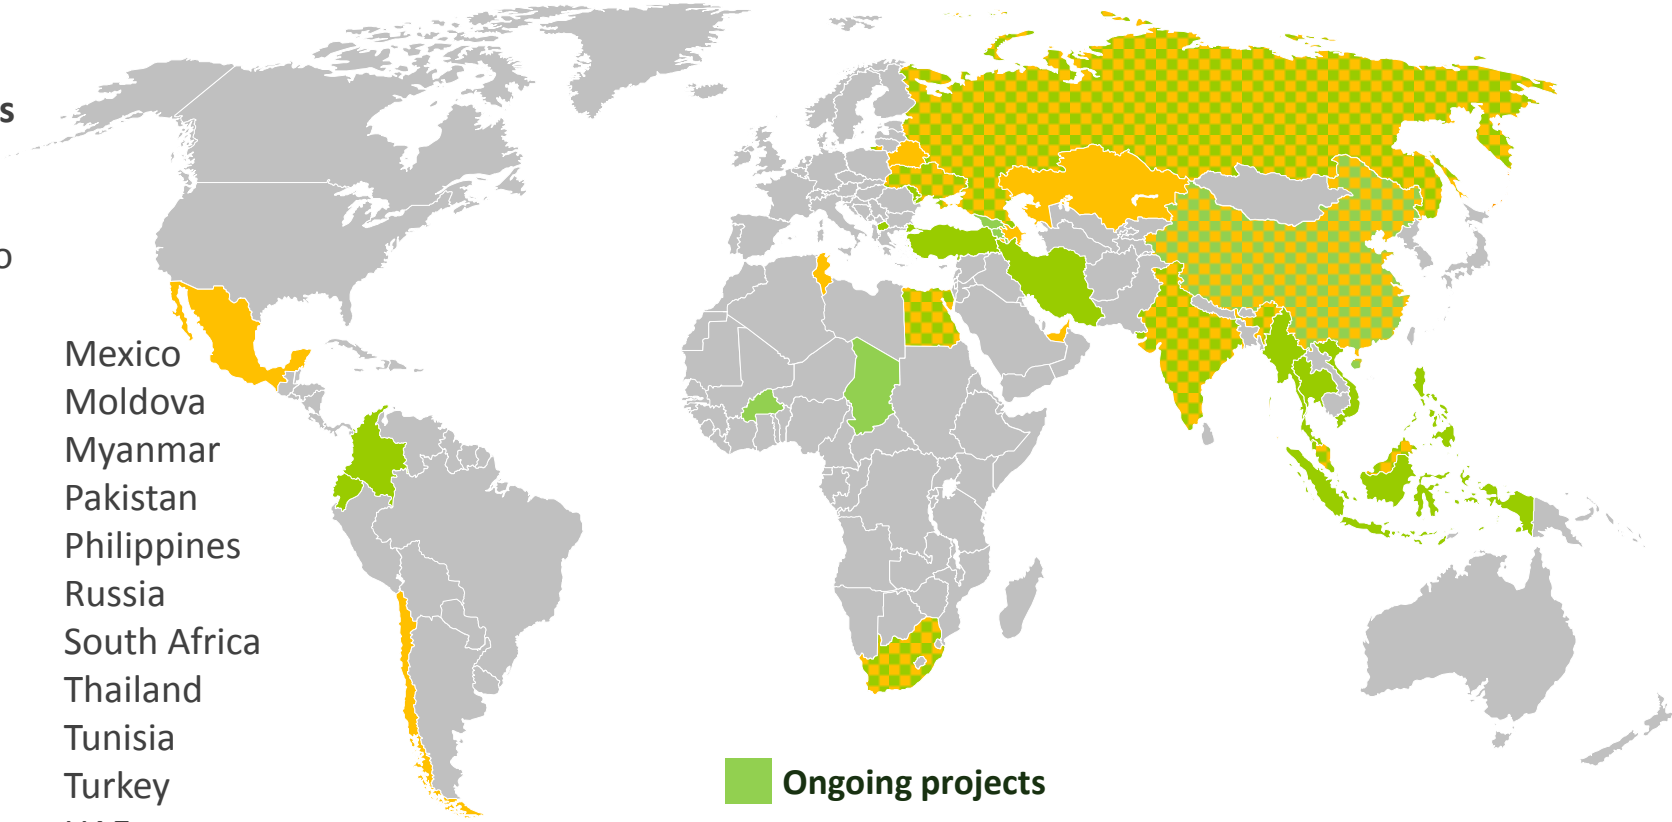 s
o
Mexico
Moldova
Myanmar
Pakistan
Philippines
Russia
South Africa
Thailand
Tunisia
Turkey
Ongoing projects